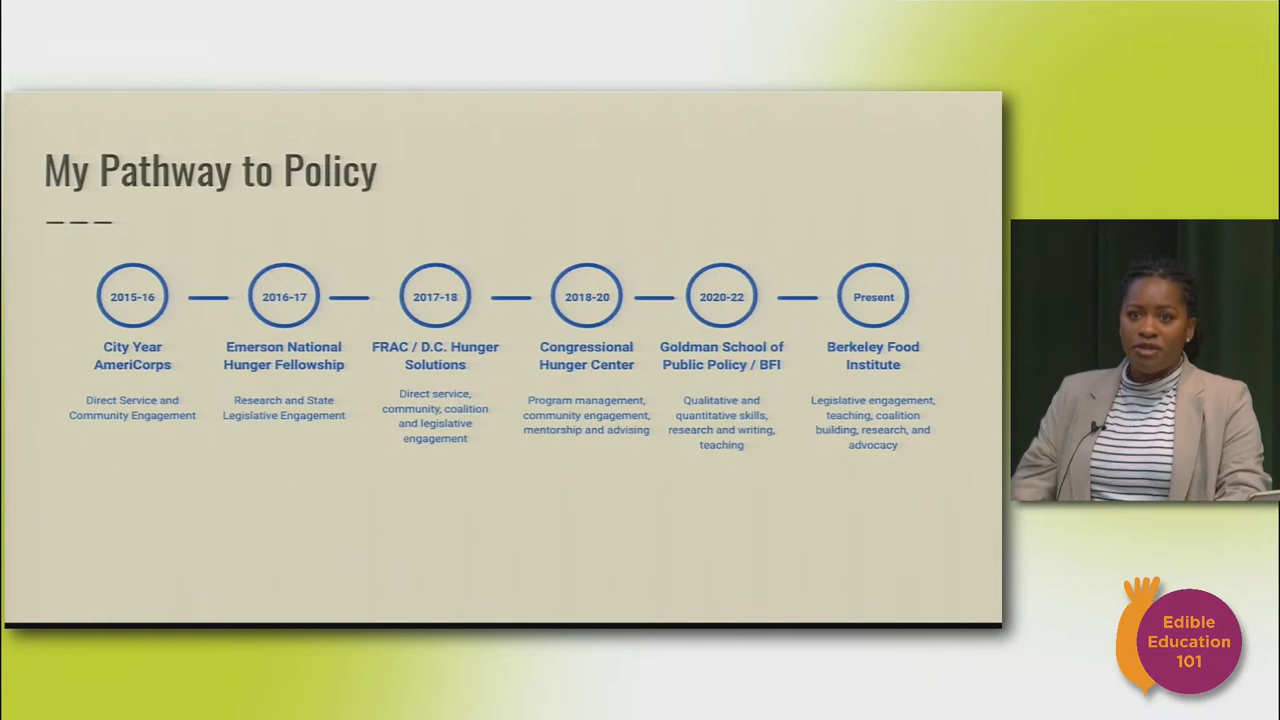 My Pathway to Policy
2015-16
2016-17
2017-18
2018-20
2020-22
Present
City Year
AmeriCorps
Emerson National
Hunger Fellowship
FRAC / D.C. Hunger
Solutions
Congressional
Hunger Center
Goldman School of
Public Policy / BFI
Berkeley Food
Institute
Direct Service and
Community Engagement
Research and State
Legislative Engagement
Direct service,
community, coalition
and legislative
engagement
Program management,
community engagement,
mentorship and advising
Qualitative and
quantitative skills,
research and writing,
teaching
Legislative engagement,
teaching, coalition
building, research, and
advocacy
Edible
Education
101